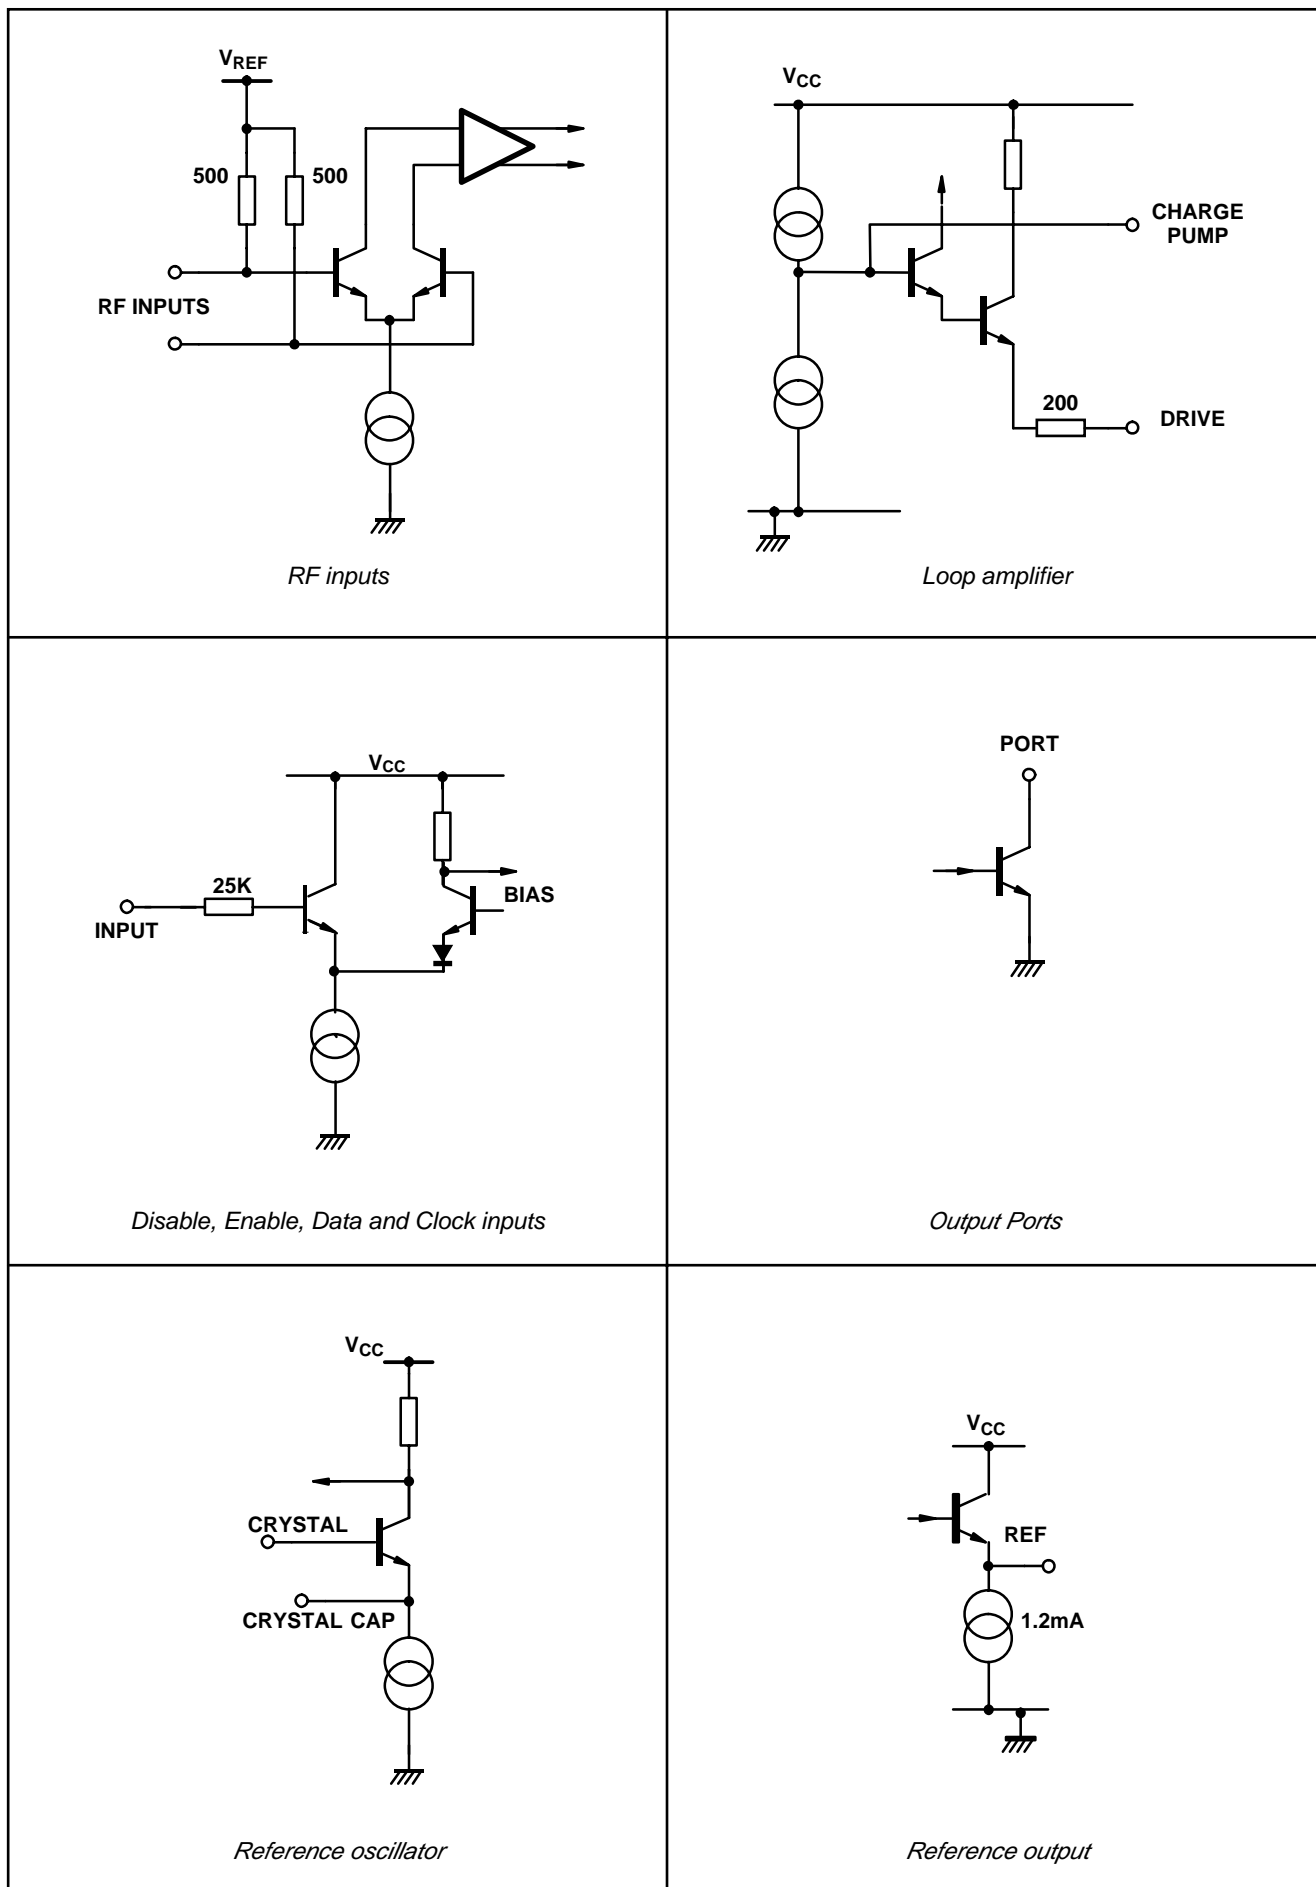 VREF
500
500
RF INPUTS
RF inputs
VCC
CHARGE
PUMP
200
DRIVE
Loop amplifier
VCC
25K
BIAS
INPUT
Disable, Enable, Data and Clock inputs
PORT
Output Ports
VCC
CRYSTAL
CRYSTAL CAP
Reference oscillator
VCC
REF
1.2mA
Reference output